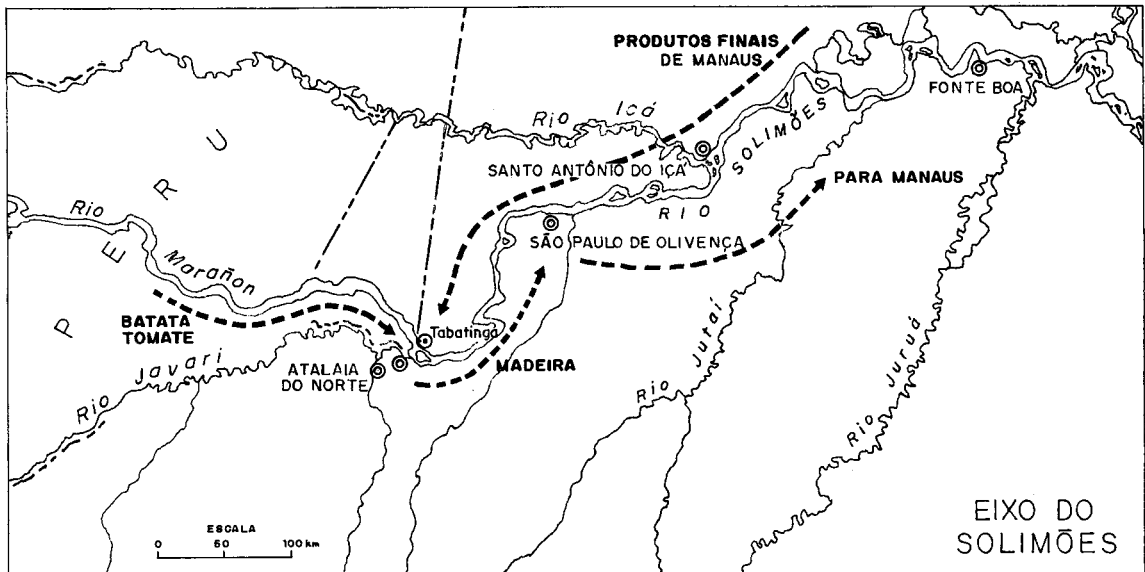 PRODUTOS FINAIS
DE MANAUS
FONTE BOA
Rio Icá
SOLIMÕES
SANTO ANTÔNIO DO IÇÁ
RIO
PARA MANAUS
PERU
Rio
Marañon
SÃO PAULO DE OLIVENÇA
BATATA
TOMATE
Tabatinga
Rio Javari
ATALAIA
DO NORTE
MADEIRA
Rio Jutaí
Rio Juruá
ESCALA
0 50 100 km
EIXO DO
SOLIMÕES